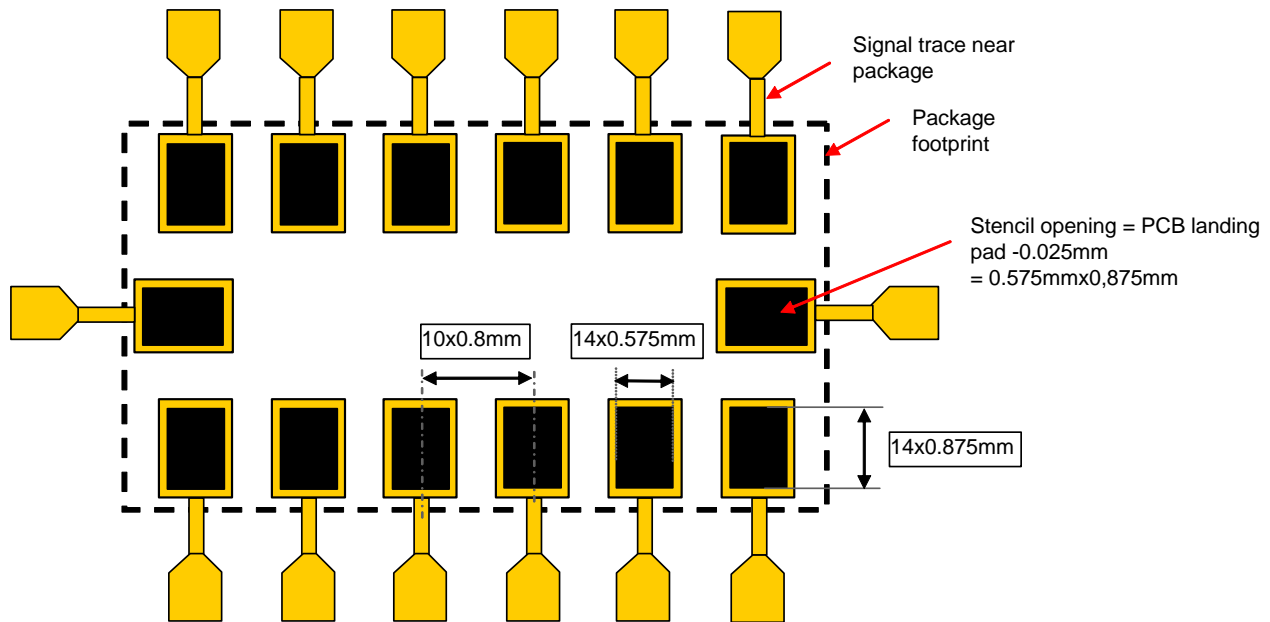 Signal trace near
package
Package
footprint
Stencil opening = PCB landing
pad -0.025mm
= 0.575mmx0,875mm
10x0.8mm
14x0.575mm
14x0.875mm